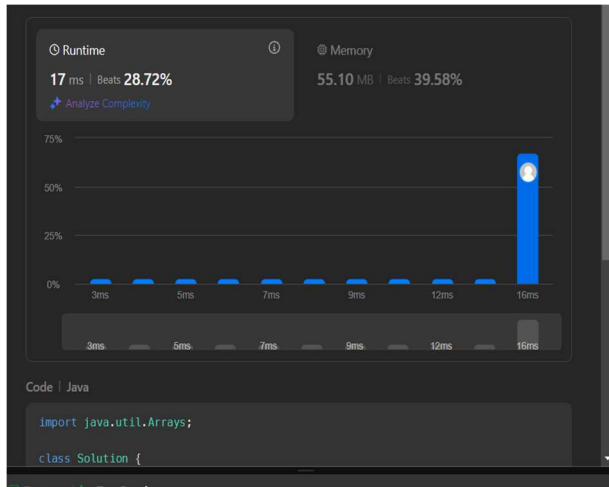 Runtime
17 ms | Beats 28.72%
Analyze Complexity
Memory
55.10 MB | Beats 39.58%
75%
50%
25%
0%
3ms 5ms 7ms 9ms 12ms 16ms
3ms 5ms 7ms 9ms 12ms 16ms
Code | Java
import java.util.Arrays;
class Solution {